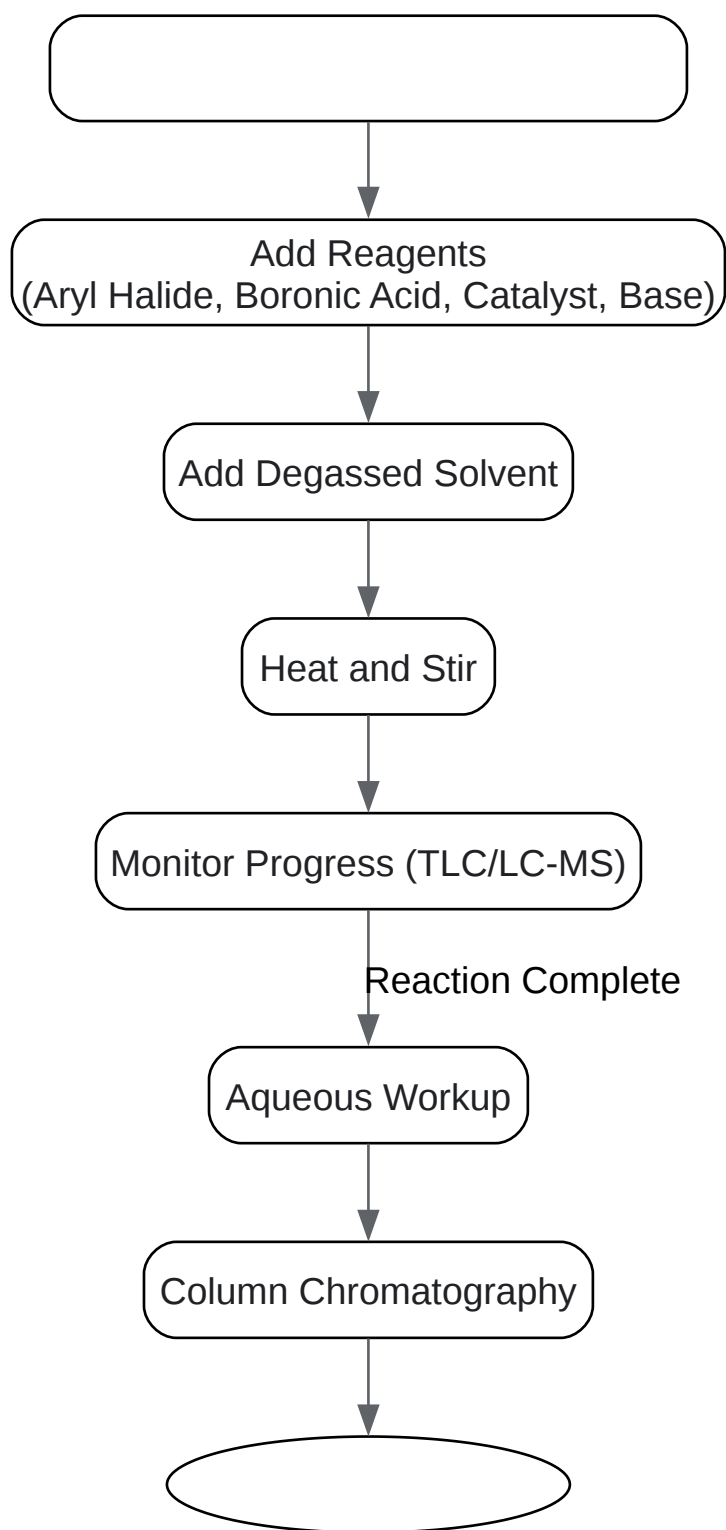 Add Reagents
(Aryl Halide, Boronic Acid, Catalyst, Base)
Add Degassed Solvent
Heat and Stir
Monitor Progress (TLC/LC-MS)
Reaction Complete
Aqueous Workup
Column Chromatography